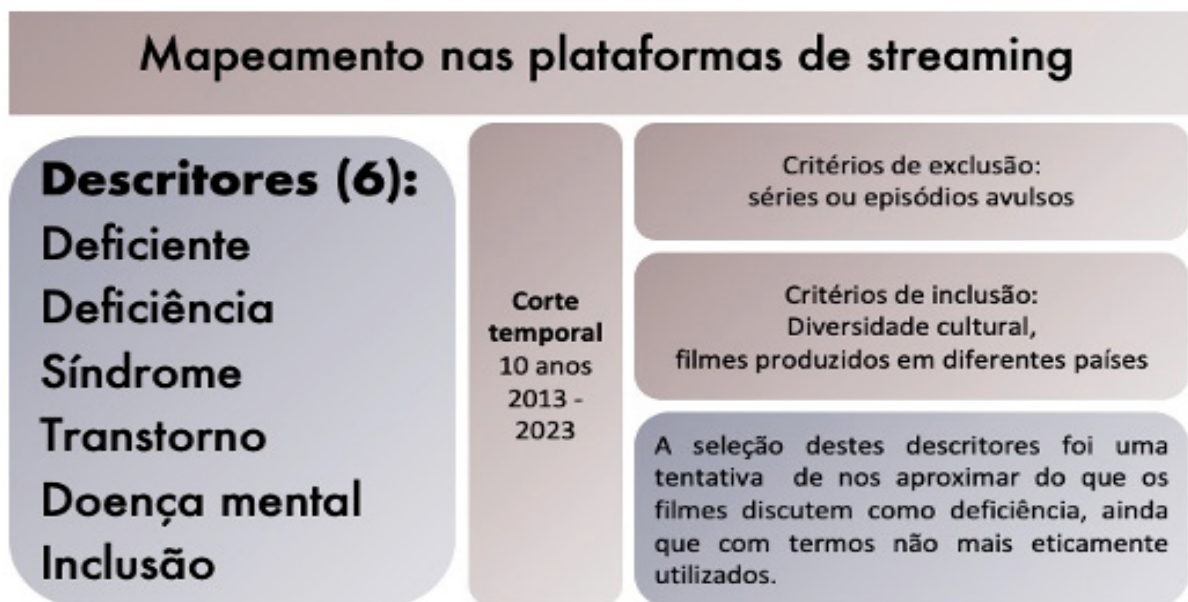 Mapeamento nas plataformas de streaming
Descritores (6):
Deficiente
Deficiência
Síndrome
Transtorno
Doença mental
Inclusão
Corte
temporal
10 anos
2013 -
2023
Critérios de exclusão:
séries ou episódios avulsos
Critérios de inclusão:
Diversidade cultural,
filmes produzidos em diferentes países
A seleção destes descritores foi uma
tentativa de nos aproximar do que os
filmes discutem como deficiência, ainda
que com termos não mais eticamente
utilizados.